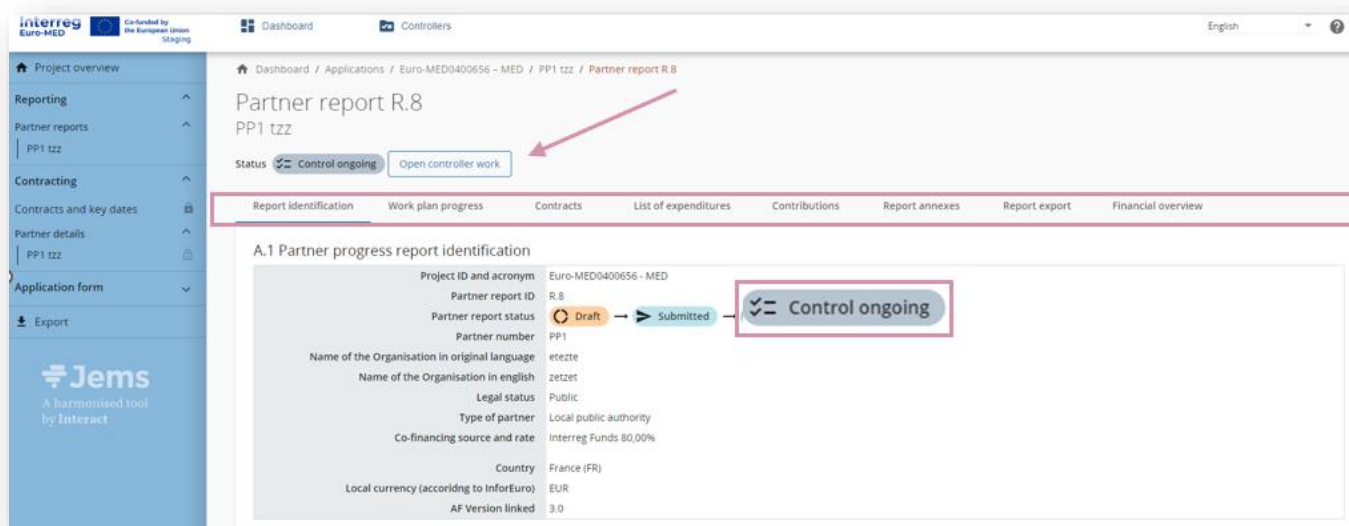 Interreg
Euro-MED
Co-funded by
the European Union
Staging
Dashboard
Controllers
English
Project overview
Reporting
Partner reports
PP1 tzz
Contracting
Contracts and key dates
Partner details
PP1 tzz
Application form
Export
Jems
A harmonised tool
by Interact
Dashboard / Applications / Euro-MED0400656 – MED / PP1 tzz / Partner report R.8
Partner report R.8
PP1 tzz
Status Control ongoing Open controller work
Report identification Work plan progress Contracts List of expenditures Contributions Report annexes Report export Financial overview
A.1 Partner progress report identification
Project ID and acronym Euro-MED0400656 - MED
Partner report ID R.8
Partner report status Draft → Submitted → Control ongoing
Partner number PP1
Name of the Organisation in original language etezte
Name of the Organisation in english zetzet
Legal status Public
Type of partner Local public authority
Co-financing source and rate Interreg Funds 80,00%
Country France (FR)
Local currency (accoridng to InforEuro) EUR
AF Version linked 3.0